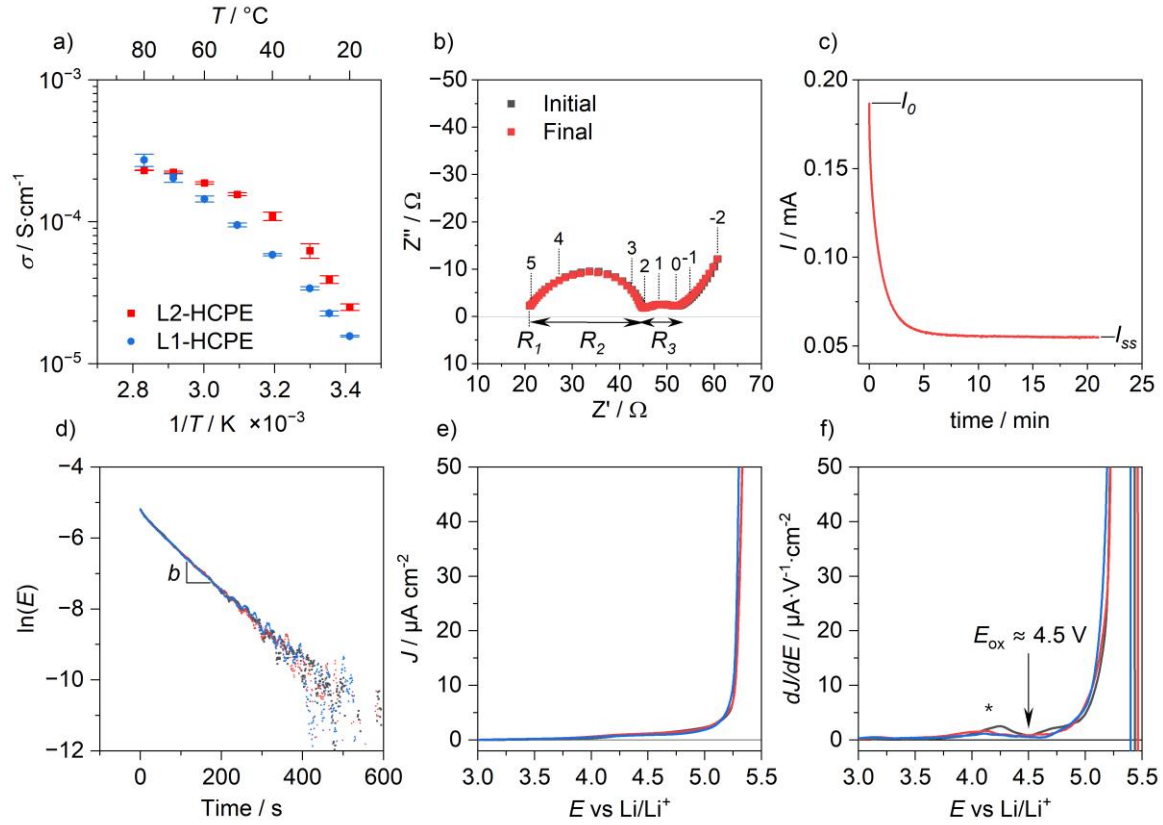 a)
T / °C
80 60 40 20
10⁻³
10⁻⁴
10⁻⁵
σ / S·cm⁻¹
L2-HCPE
L1-HCPE
2.8 3.0 3.2 3.4
1/T / K ×10⁻³
b)
−50
−40
−30
−20
−10
0
10
Z'' / Ω
Initial
Final
5 4 3 2 1 0 -1 -2
R₁ R₂ R₃
10 20 30 40 50 60 70
Z' / Ω
c)
0.20
0.15
0.10
0.05
I / mA
I₀
Iₛₛ
0 5 10 15 20 25
time / min
d)
−4
−6
−8
−10
−12
ln(E)
b
0 200 400 600
Time / s
e)
50
40
30
20
10
0
J / µA cm⁻²
3.0 3.5 4.0 4.5 5.0 5.5
E vs Li/Li⁺
f)
50
40
30
20
10
0
dJ/dE / µA·V⁻¹·cm⁻²
Eₒₓ ≈ 4.5 V
*
3.0 3.5 4.0 4.5 5.0 5.5
E vs Li/Li⁺